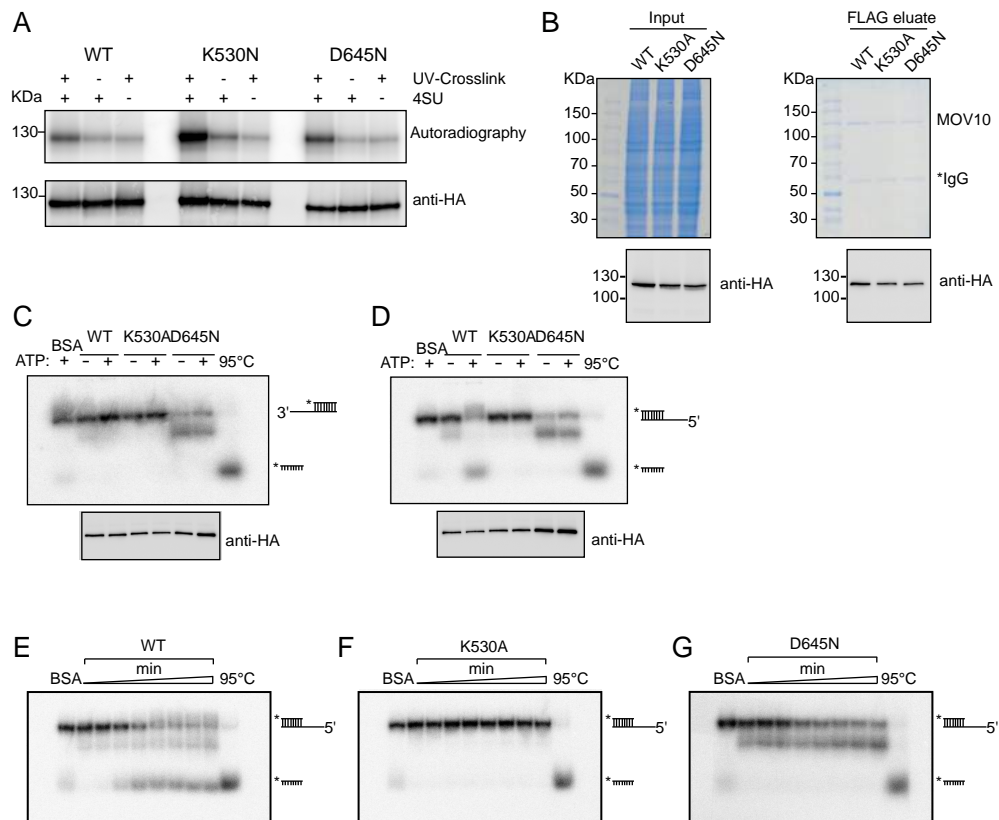 A
WT K530N D645N
+ - + + - + + - + UV-Crosslink
KDa + + - + + - + + - 4SU
130 Autoradiography
130 anti-HA
B
Input FLAG eluate
WT K530A D645N WT K530A D645N
KDa KDa
150 150 MOV10
100 100
70 70 *IgG
50 50
30 30
130 130
100 anti-HA 100 anti-HA
C
BSA WT K530A D645N
ATP: + – + – + – + 95°C
3' *
*
anti-HA
D
BSA WT K530A D645N
ATP: + – + – + – + 95°C
* 5'
*
anti-HA
E
WT
min
BSA 95°C
* 5'
*
F
K530A
min
BSA 95°C
* 5'
*
G
D645N
min
BSA 95°C
* 5'
*